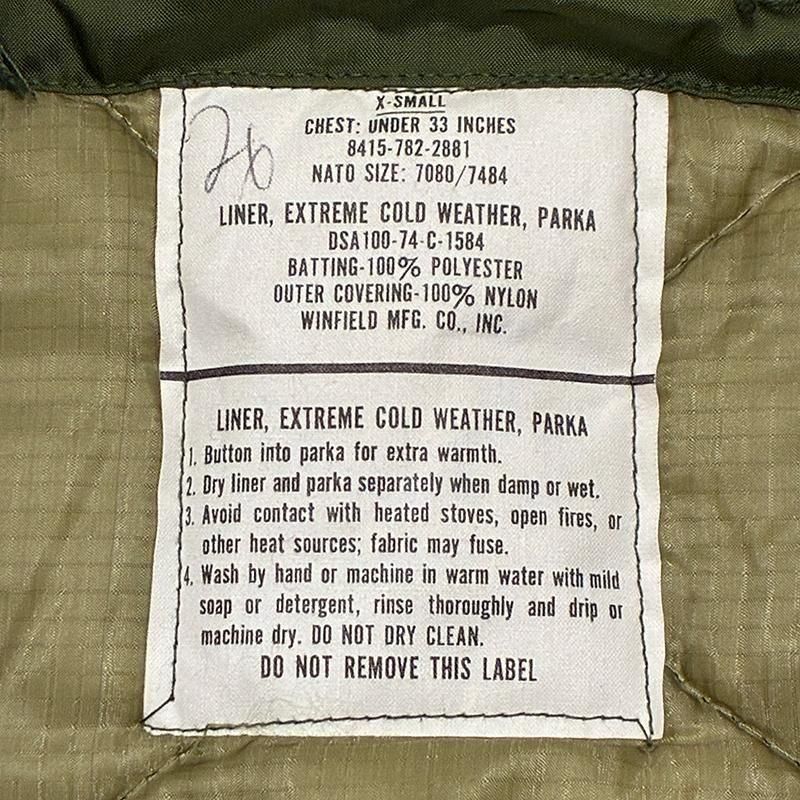 X-SMALL
CHEST: UNDER 33 INCHES
8415-782-2881
NATO SIZE: 7080/7484
LINER, EXTREME COLD WEATHER, PARKA
DSA100-74-C-1584
BATTING-100% POLYESTER
OUTER COVERING-100% NYLON
WINFIELD MFG. CO., INC.
LINER, EXTREME COLD WEATHER, PARKA
1. Button into parka for extra warmth.
2. Dry liner and parka separately when damp or wet.
3. Avoid contact with heated stoves, open fires, or
other heat sources; fabric may fuse.
4. Wash by hand or machine in warm water with mild
soap or detergent, rinse thoroughly and drip or
machine dry. DO NOT DRY CLEAN.
DO NOT REMOVE THIS LABEL